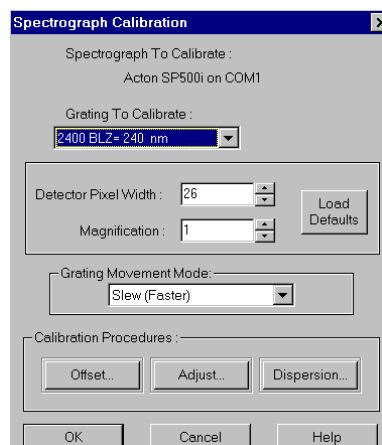 Spectrograph Calibration
Spectrograph To Calibrate :
Acton SP500i on COM1
Grating To Calibrate :
2400 BLZ= 240 nm
Detector Pixel Width : 26
Load
Defaults
Magnification : 1
Grating Movement Mode:
Slew (Faster)
Calibration Procedures :
Offset... Adjust... Dispersion...
OK Cancel Help